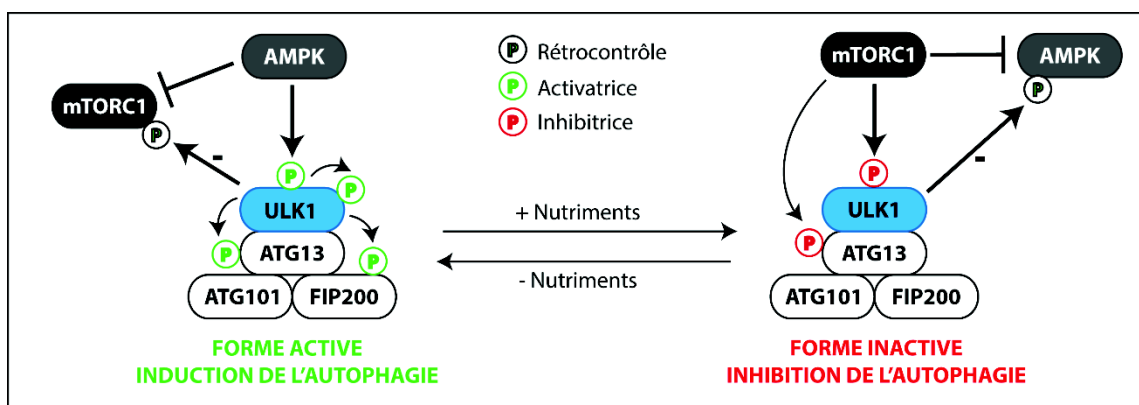 AMPK
mTORC1
P
-
P
P
P
ULK1
P
ATG13
P
ATG101
FIP200
FORME ACTIVE
INDUCTION DE L'AUTOPHAGIE
P Rétrocontrôle
P Activatrice
P Inhibitrice
+ Nutriments
- Nutriments
mTORC1
AMPK
P
-
P
ULK1
P
ATG13
ATG101
FIP200
FORME INACTIVE
INHIBITION DE L'AUTOPHAGIE